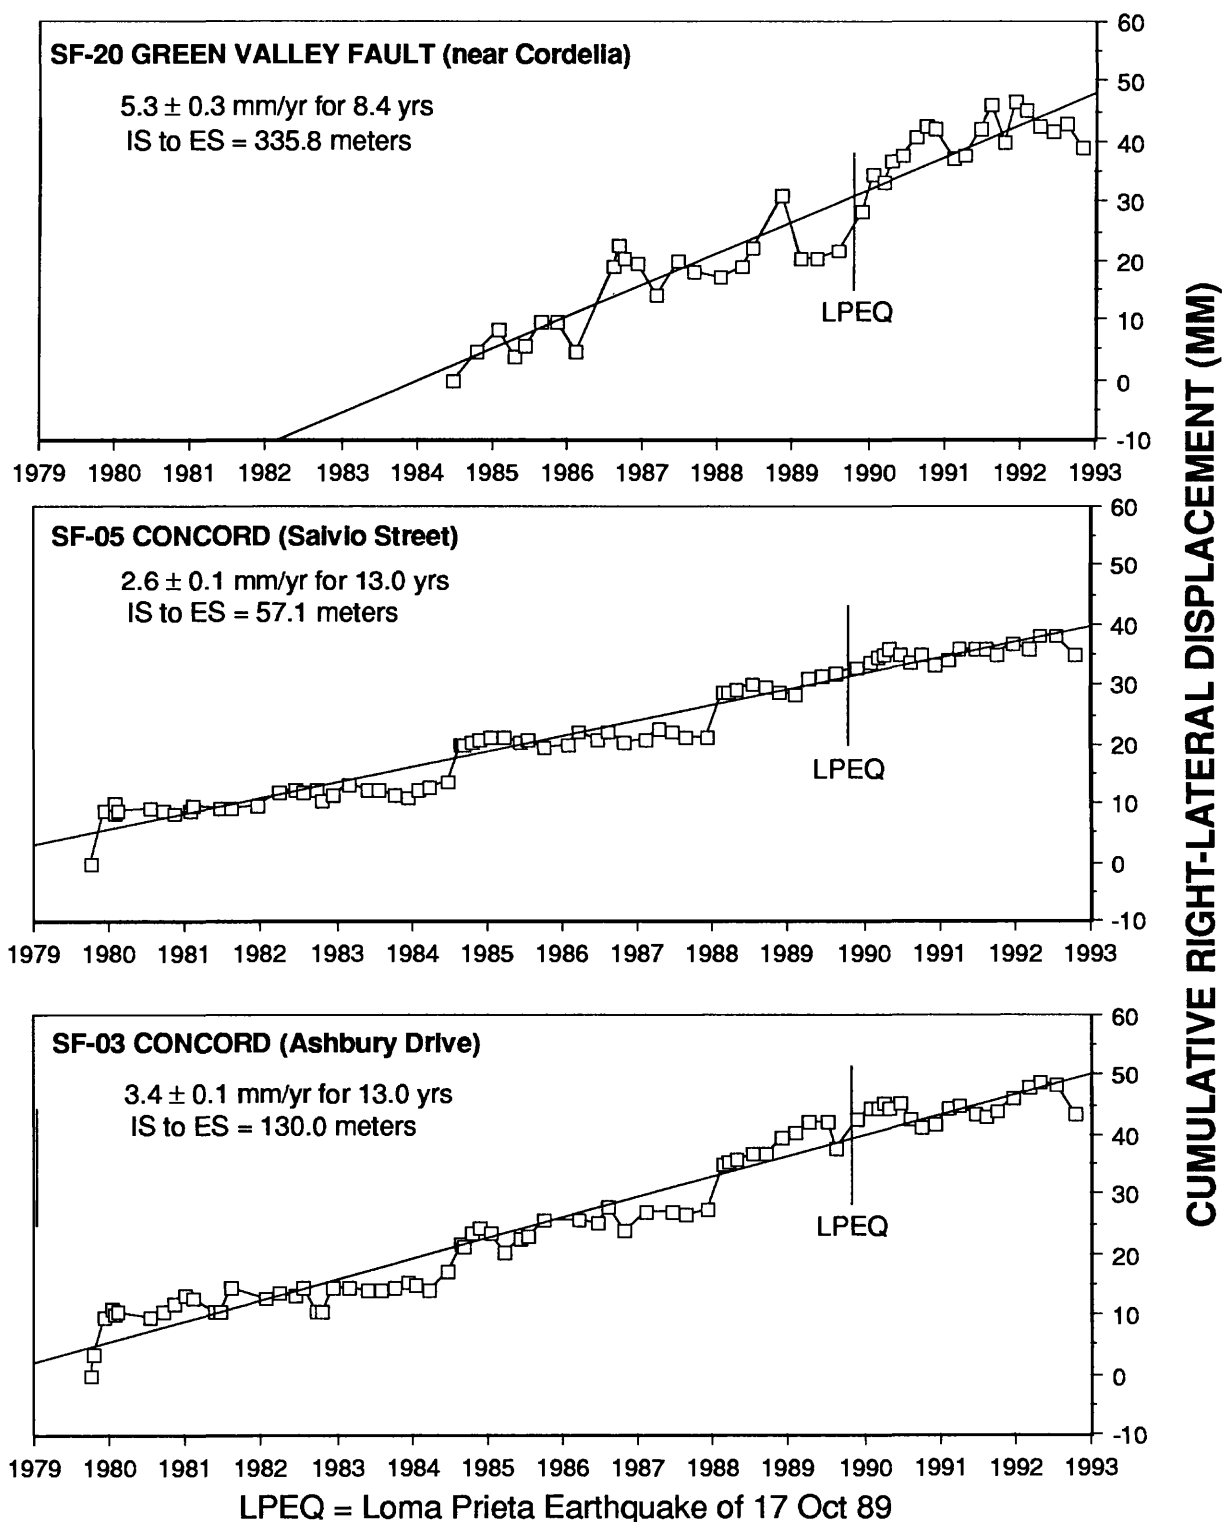 SF-20 GREEN VALLEY FAULT (near Cordelia)
5.3 ± 0.3 mm/yr for 8.4 yrs
IS to ES = 335.8 meters
LPEQ
60
50
40
30
20
10
0
-10
1979 1980 1981 1982 1983 1984 1985 1986 1987 1988 1989 1990 1991 1992 1993
SF-05 CONCORD (Salvio Street)
2.6 ± 0.1 mm/yr for 13.0 yrs
IS to ES = 57.1 meters
LPEQ
60
50
40
30
20
10
0
-10
1979 1980 1981 1982 1983 1984 1985 1986 1987 1988 1989 1990 1991 1992 1993
SF-03 CONCORD (Ashbury Drive)
3.4 ± 0.1 mm/yr for 13.0 yrs
IS to ES = 130.0 meters
LPEQ
60
50
40
30
20
10
0
-10
1979 1980 1981 1982 1983 1984 1985 1986 1987 1988 1989 1990 1991 1992 1993
LPEQ = Loma Prieta Earthquake of 17 Oct 89
CUMULATIVE RIGHT-LATERAL DISPLACEMENT (MM)